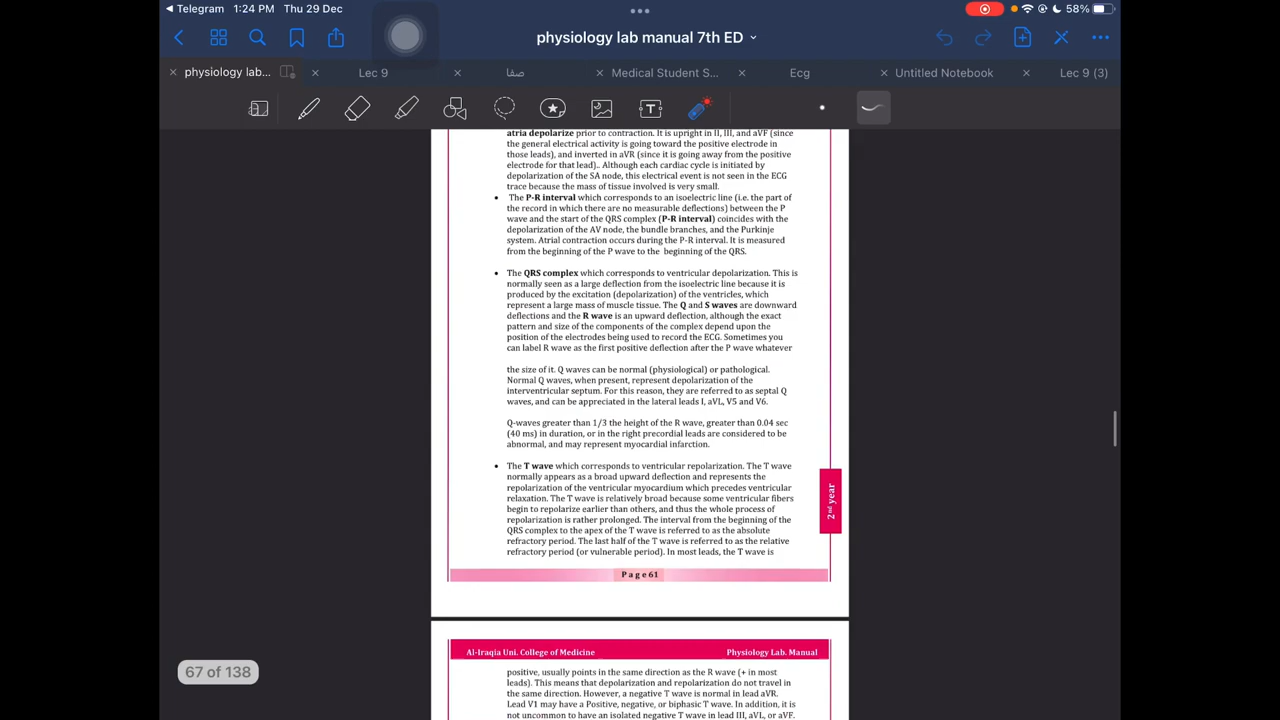 Telegram 1:24 PM Thu 29 Dec 58%
physiology lab manual 7th ED
physiology lab... Lec 9 صفا Medical Student S... Ecg Untitled Notebook Lec 9 (3)
atria depolarize prior to contraction. It is upright in II, III, and aVF (since
the general electrical activity is going toward the positive electrode in
those leads), and inverted in aVR (since it is going away from the positive
electrode for that lead).. Although each cardiac cycle is initiated by
depolarization of the SA node, this electrical event is not seen in the ECG
trace because the mass of tissue involved is very small.
• The P-R interval which corresponds to an isoelectric line (i.e. the part of
the record in which there are no measurable deflections) between the P
wave and the start of the QRS complex (P-R interval) coincides with the
depolarization of the AV node, the bundle branches, and the Purkinje
system. Atrial contraction occurs during the P-R interval. It is measured
from the beginning of the P wave to the beginning of the QRS.
• The QRS complex which corresponds to ventricular depolarization. This is
normally seen as a large deflection from the isoelectric line because it is
produced by the excitation (depolarization) of the ventricles, which
represent a large mass of muscle tissue. The Q and S waves are downward
deflections and the R wave is an upward deflection, although the exact
pattern and size of the components of the complex depend upon the
position of the electrodes being used to record the ECG. Sometimes you
can label R wave as the first positive deflection after the P wave whatever
the size of it. Q waves can be normal (physiological) or pathological.
Normal Q waves, when present, represent depolarization of the
interventricular septum. For this reason, they are referred to as septal Q
waves, and can be appreciated in the lateral leads I, aVL, V5 and V6.
Q-waves greater than 1/3 the height of the R wave, greater than 0.04 sec
(40 ms) in duration, or in the right precordial leads are considered to be
abnormal, and may represent myocardial infarction.
• The T wave which corresponds to ventricular repolarization. The T wave
normally appears as a broad upward deflection and represents the
repolarization of the ventricular myocardium which precedes ventricular
relaxation. The T wave is relatively broad because some ventricular fibers
begin to repolarize earlier than others, and thus the whole process of
repolarization is rather prolonged. The interval from the beginning of the
QRS complex to the apex of the T wave is referred to as the absolute
refractory period. The last half of the T wave is referred to as the relative
refractory period (or vulnerable period). In most leads, the T wave is
2nd year
Page 61
67 of 138
Al-Iraqia Uni. College of Medicine Physiology Lab. Manual
positive, usually points in the same direction as the R wave (+ in most
leads). This means that depolarization and repolarization do not travel in
the same direction. However, a negative T wave is normal in lead aVR.
Lead V1 may have a Positive, negative, or biphasic T wave. In addition, it is
not uncommon to have an isolated negative T wave in lead III, aVL, or aVF.